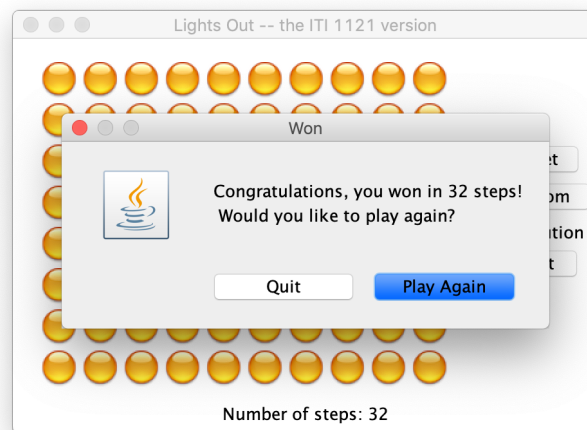 Lights Out -- the ITI 1121 version
Won
Congratulations, you won in 32 steps!
Would you like to play again?
Quit
Play Again
Number of steps: 32